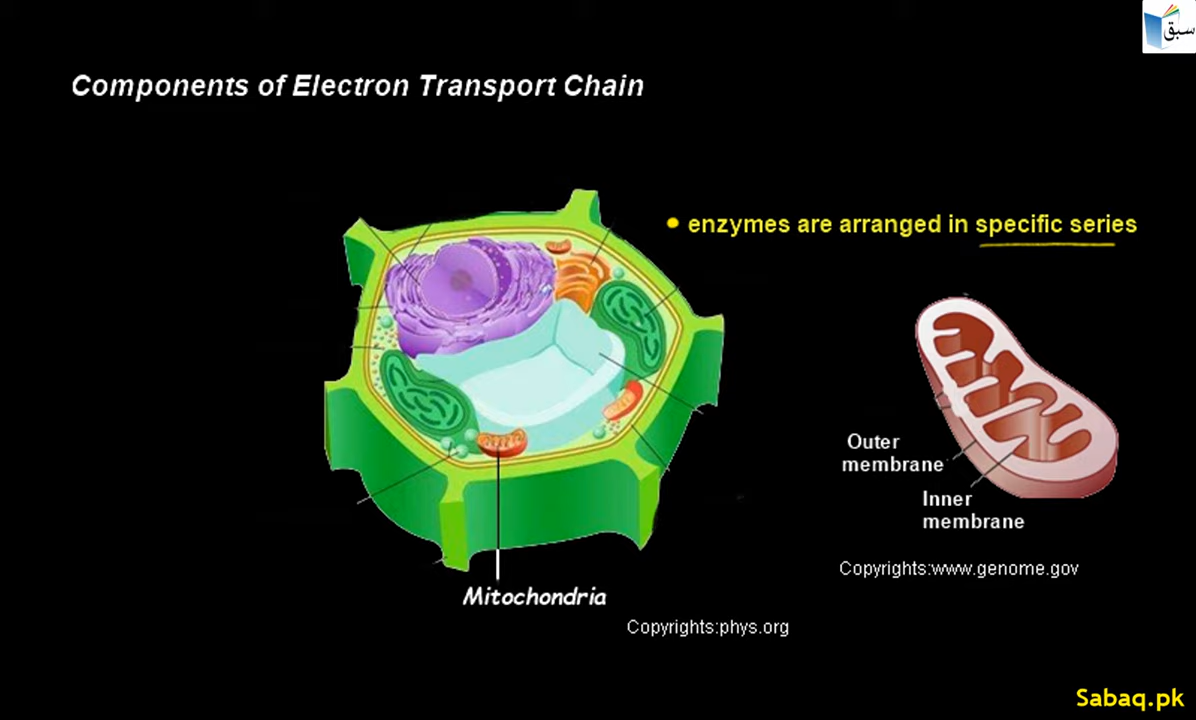 سبق
Components of Electron Transport Chain
• enzymes are arranged in specific series
Outer
membrane
Inner
membrane
Copyrights:www.genome.gov
Mitochondria
Copyrights:phys.org
Sabaq.pk